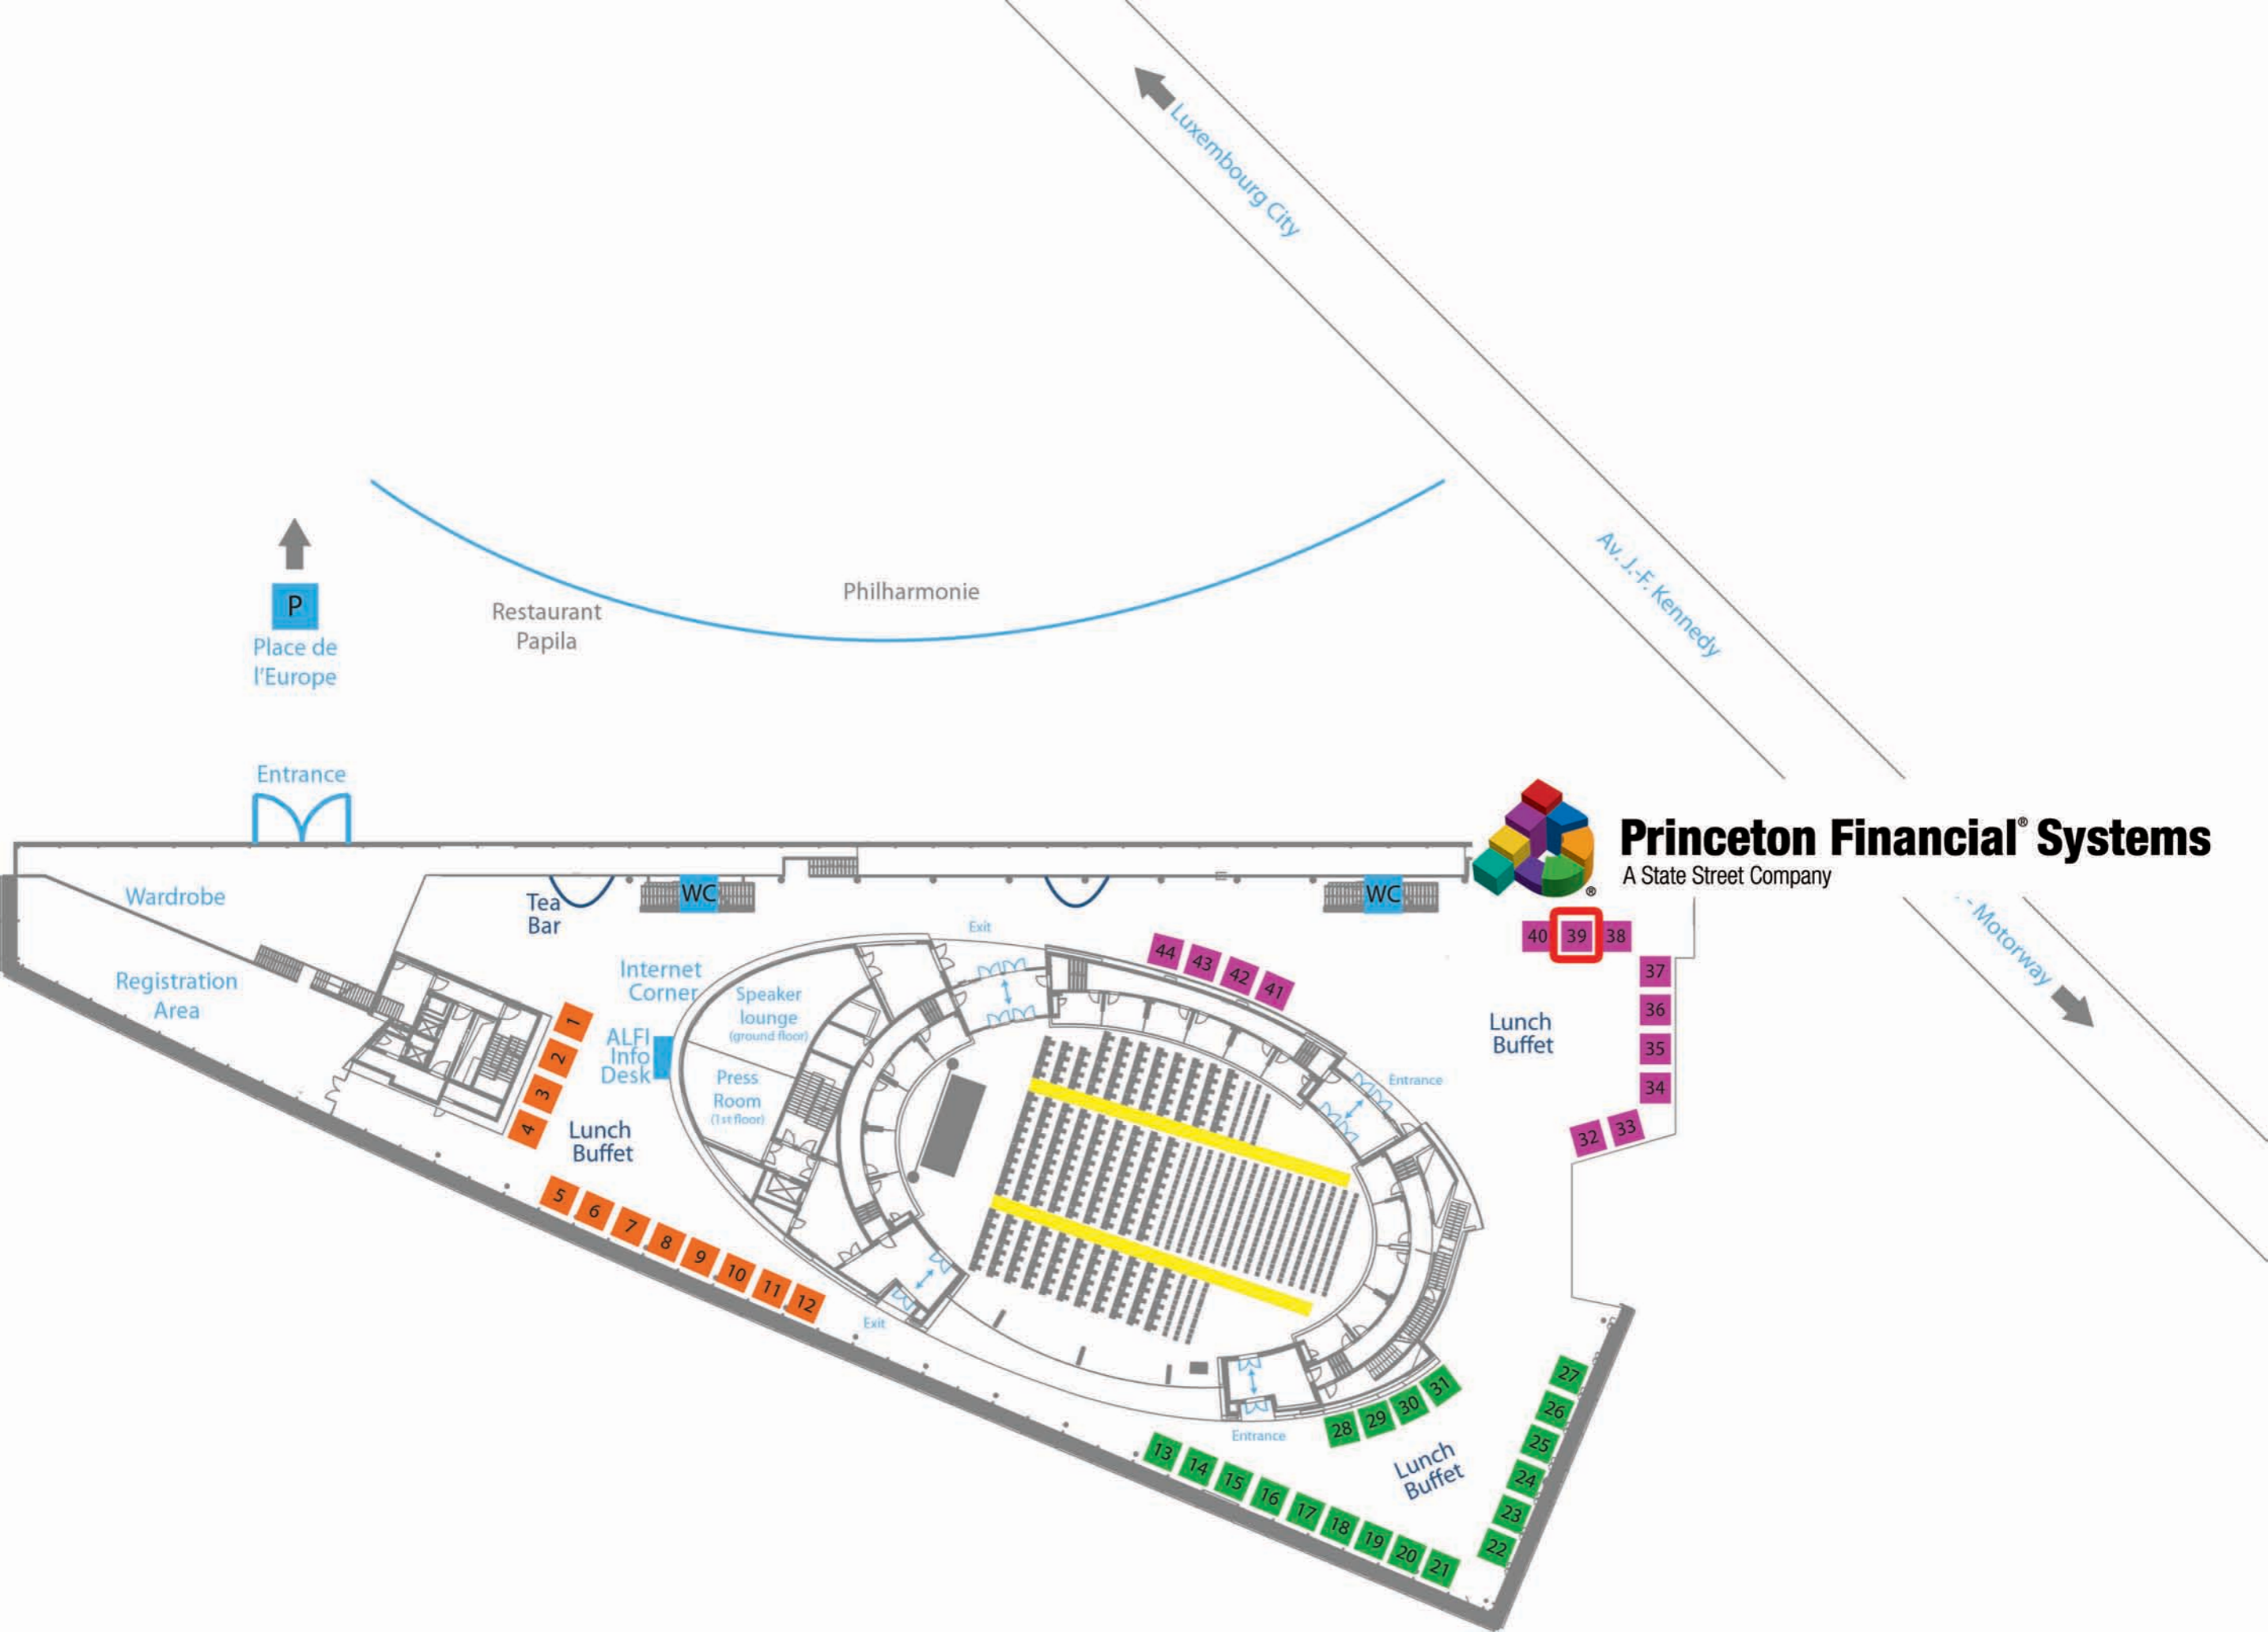 Luxembourg City
Av. J.-F. Kennedy
Philharmonie
Restaurant
Papila
P
Place de
l'Europe
Entrance
Princeton Financial® Systems
A State Street Company
®
Motorway
Wardrobe
Registration
Area
Tea
Bar
WC
WC
Exit
Internet
Corner
Speaker
lounge
(ground floor)
ALFI
Info
Desk
Press
Room
(1st floor)
Lunch
Buffet
44 43 42 41
40 39 38
37
36
35
34
33
32
Lunch
Buffet
Entrance
1
2
3
4
5 6 7 8 9 10 11 12
Exit
Entrance
28 29 30 31
Lunch
Buffet
27
26
25
24
23
22
13 14 15 16 17 18 19 20 21